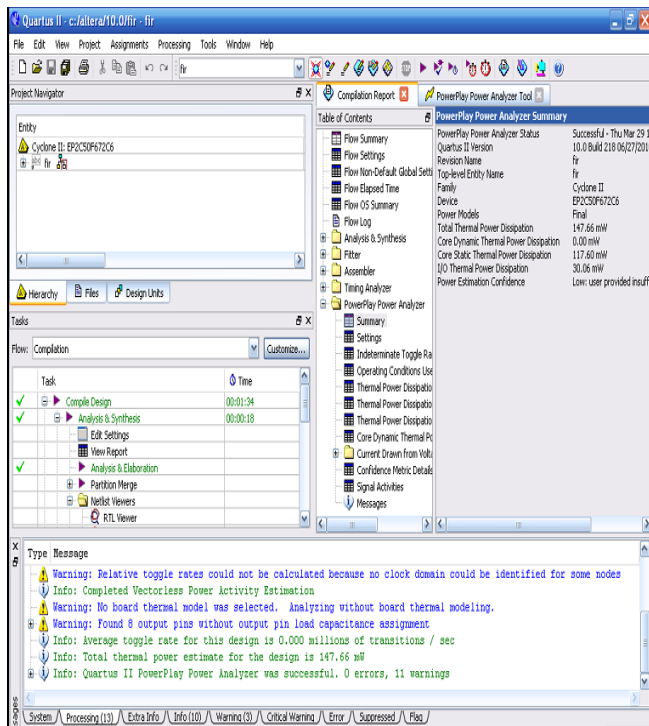 Quartus II - c:/altera/10.0/fir - fir
File Edit View Project Assignments Processing Tools Window Help
fir
Project Navigator
Entity
Cyclone II: EP2C50F672C6
fir
Hierarchy Files Design Units
Tasks
Flow: Compilation Customize...
Task Time
Compile Design 00:01:34
Analysis & Synthesis 00:00:18
Edit Settings
View Report
Analysis & Elaboration
Partition Merge
Netlist Viewers
RTL Viewer
Compilation Report PowerPlay Power Analyzer Tool
Table of Contents
Flow Summary
Flow Settings
Flow Non-Default Global Setti
Flow Elapsed Time
Flow OS Summary
Flow Log
Analysis & Synthesis
Fitter
Assembler
Timing Analyzer
PowerPlay Power Analyzer
Summary
Settings
Indeterminate Toggle Ra
Operating Conditions Use
Thermal Power Dissipatio
Thermal Power Dissipatio
Thermal Power Dissipatio
Core Dynamic Thermal Po
Current Drawn from Volta
Confidence Metric Details
Signal Activities
Messages
PowerPlay Power Analyzer Summary
PowerPlay Power Analyzer Status Successful - Thu Mar 29 1
Quartus II Version 10.0 Build 218 06/27/201
Revision Name fir
Top-level Entity Name fir
Family Cyclone II
Device EP2C50F672C6
Power Models Final
Total Thermal Power Dissipation 147.66 mW
Core Dynamic Thermal Power Dissipation 0.00 mW
Core Static Thermal Power Dissipation 117.60 mW
I/O Thermal Power Dissipation 30.06 mW
Power Estimation Confidence Low: user provided insuff
Type Message
Warning: Relative toggle rates could not be calculated because no clock domain could be identified for some nodes
Info: Completed Vectorless Power Activity Estimation
Warning: No board thermal model was selected. Analyzing without board thermal modeling.
Warning: Found 8 output pins without output pin load capacitance assignment
Info: Average toggle rate for this design is 0.000 millions of transitions / sec
Info: Total thermal power estimate for the design is 147.66 mW
Info: Quartus II PowerPlay Power Analyzer was successful. 0 errors, 11 warnings
sages
System Processing (13) Extra Info Info (10) Warning (3) Critical Warning Error Suppressed Flag